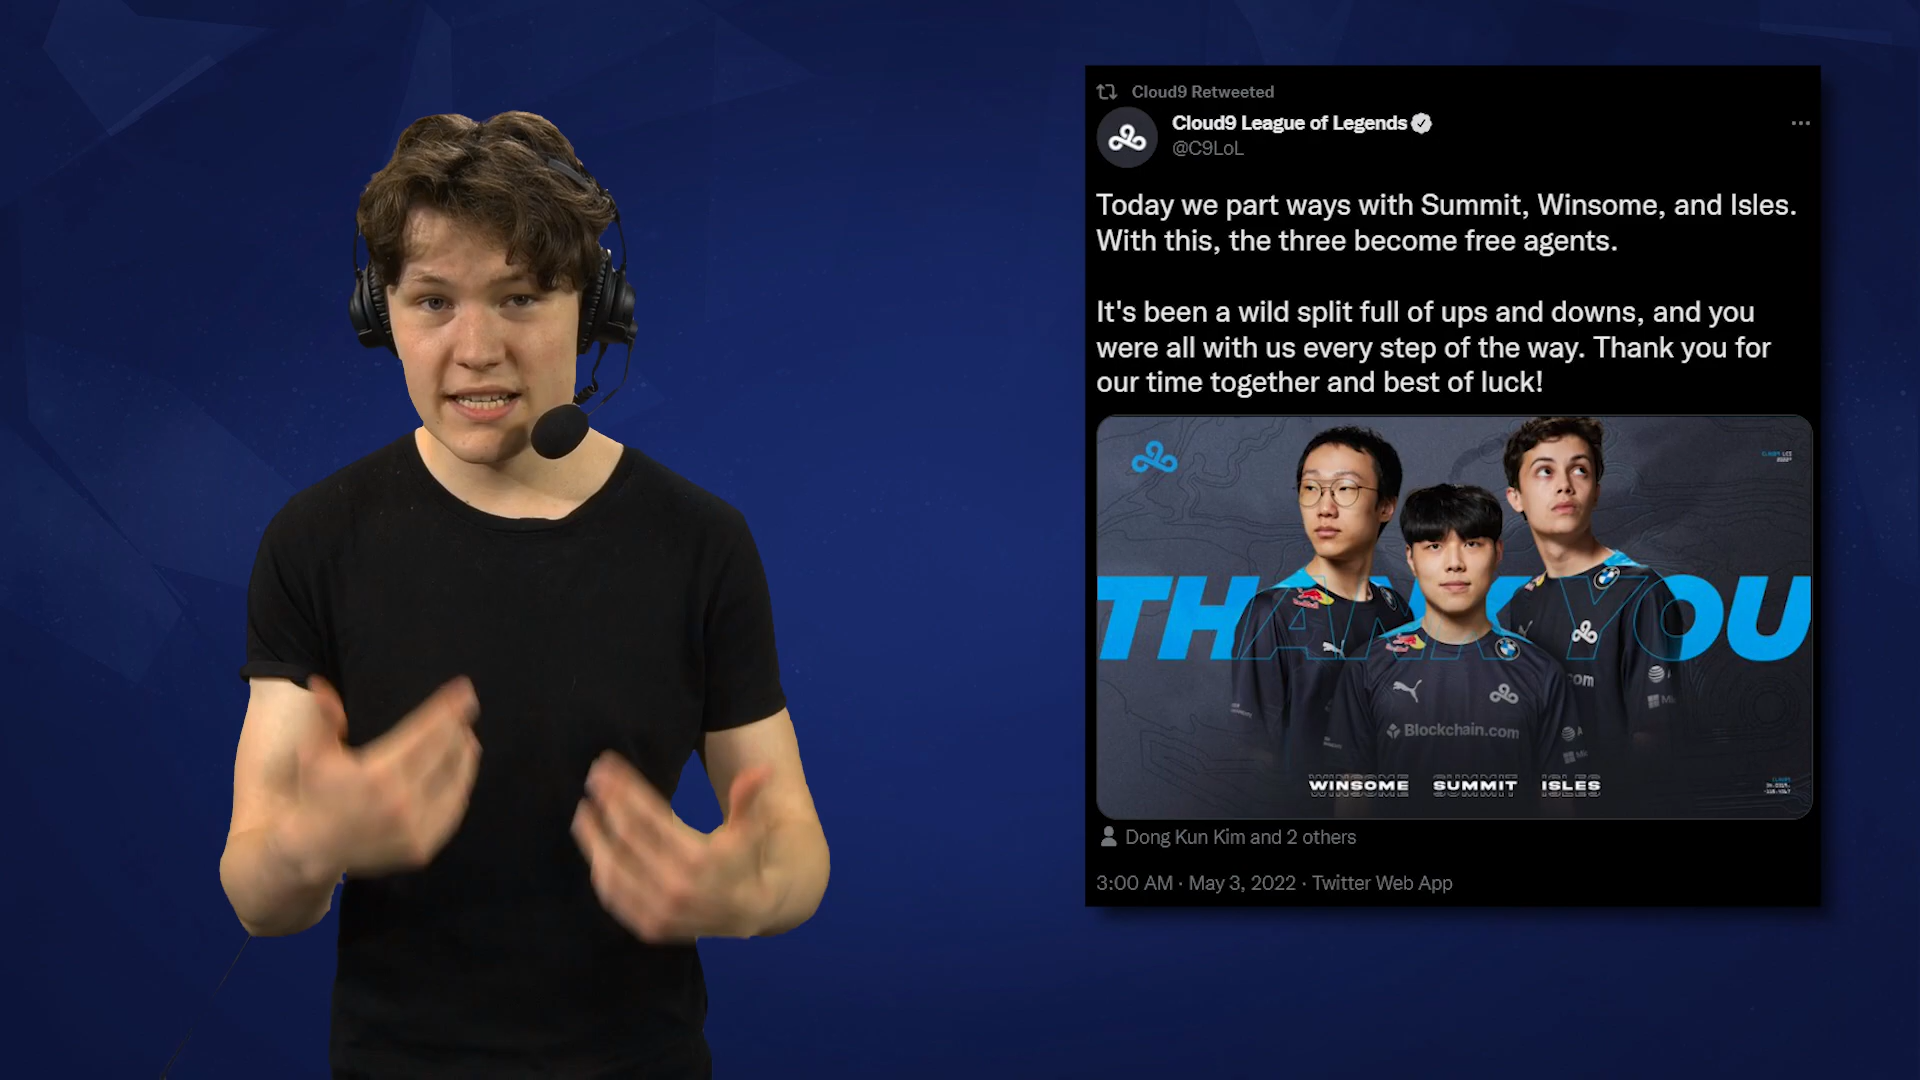 Cloud9 Retweeted
Cloud9 League of Legends
@C9LoL
Today we part ways with Summit, Winsome, and Isles.
With this, the three become free agents.
It's been a wild split full of ups and downs, and you
were all with us every step of the way. Thank you for
our time together and best of luck!
THANK YOU
Blockchain.com
.com
WINSOME SUMMIT ISLES
Dong Kun Kim and 2 others
3:00 AM · May 3, 2022 · Twitter Web App